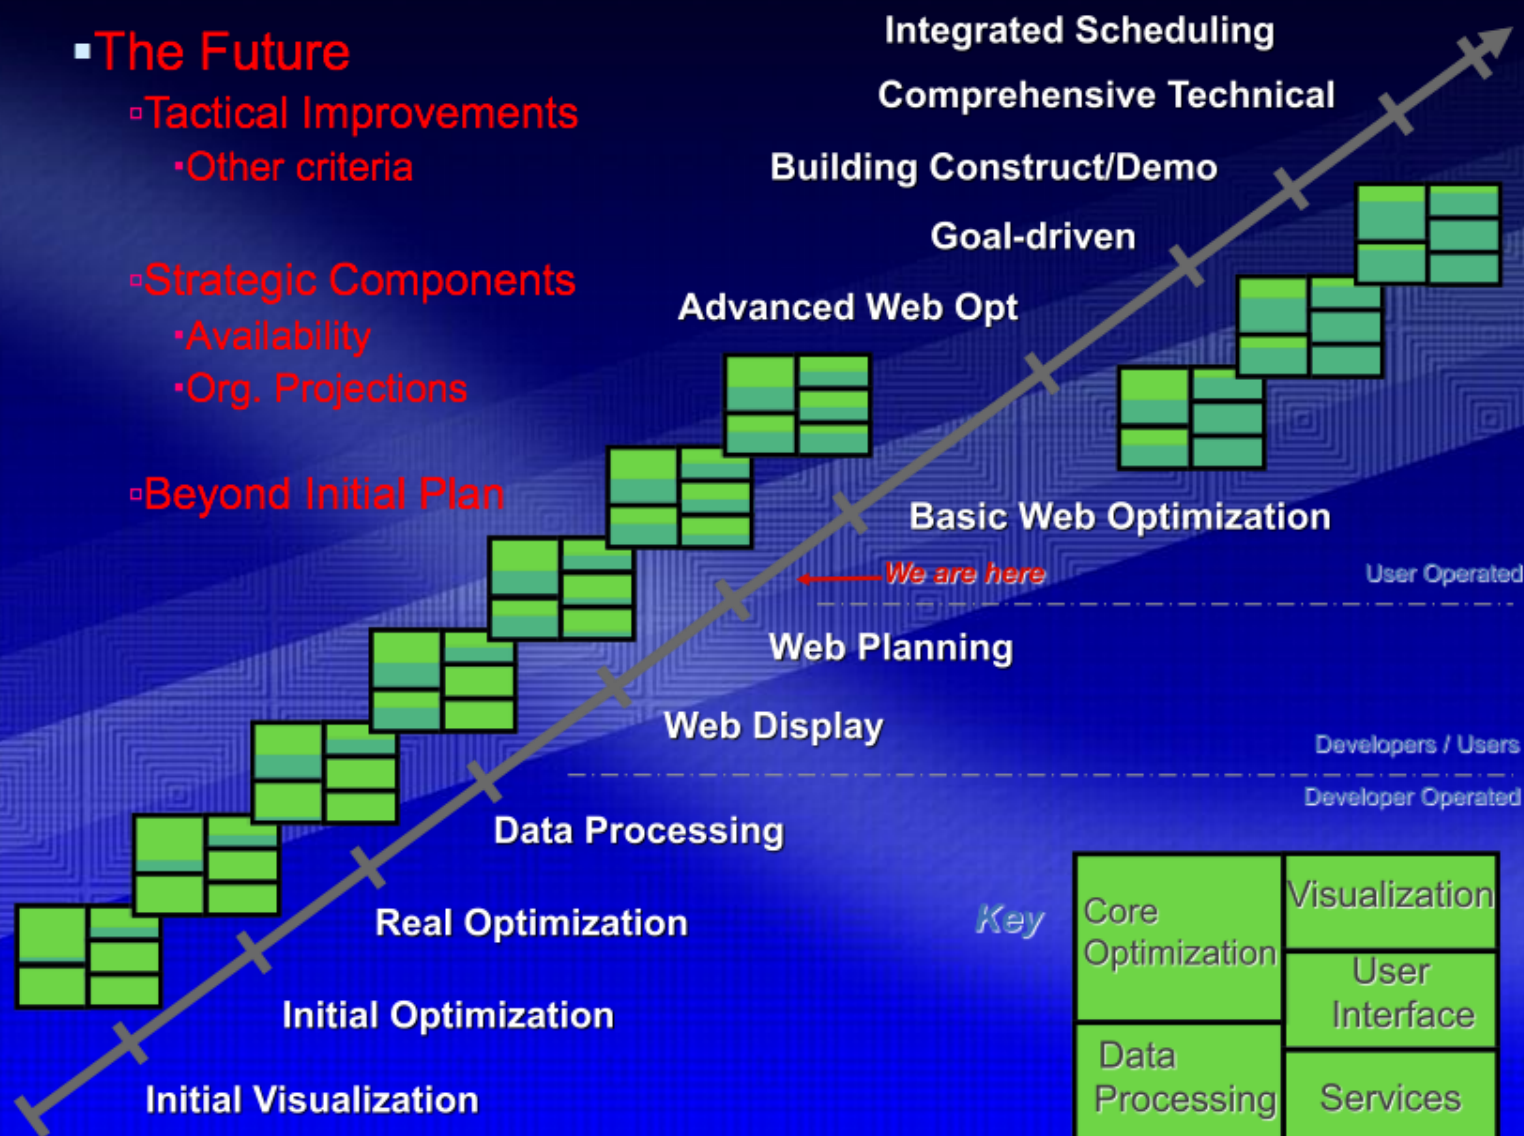 The Future
Tactical Improvements
Other criteria
Strategic Components
Availability
Org. Projections
Beyond Initial Plan
Integrated Scheduling
Comprehensive Technical
Building Construct/Demo
Goal-driven
Advanced Web Opt
Basic Web Optimization
We are here
User Operated
Web Planning
Web Display
Developers / Users
Developer Operated
Data Processing
Real Optimization
Initial Optimization
Initial Visualization
Key
Core
Optimization
Visualization
User
Interface
Data
Processing
Services